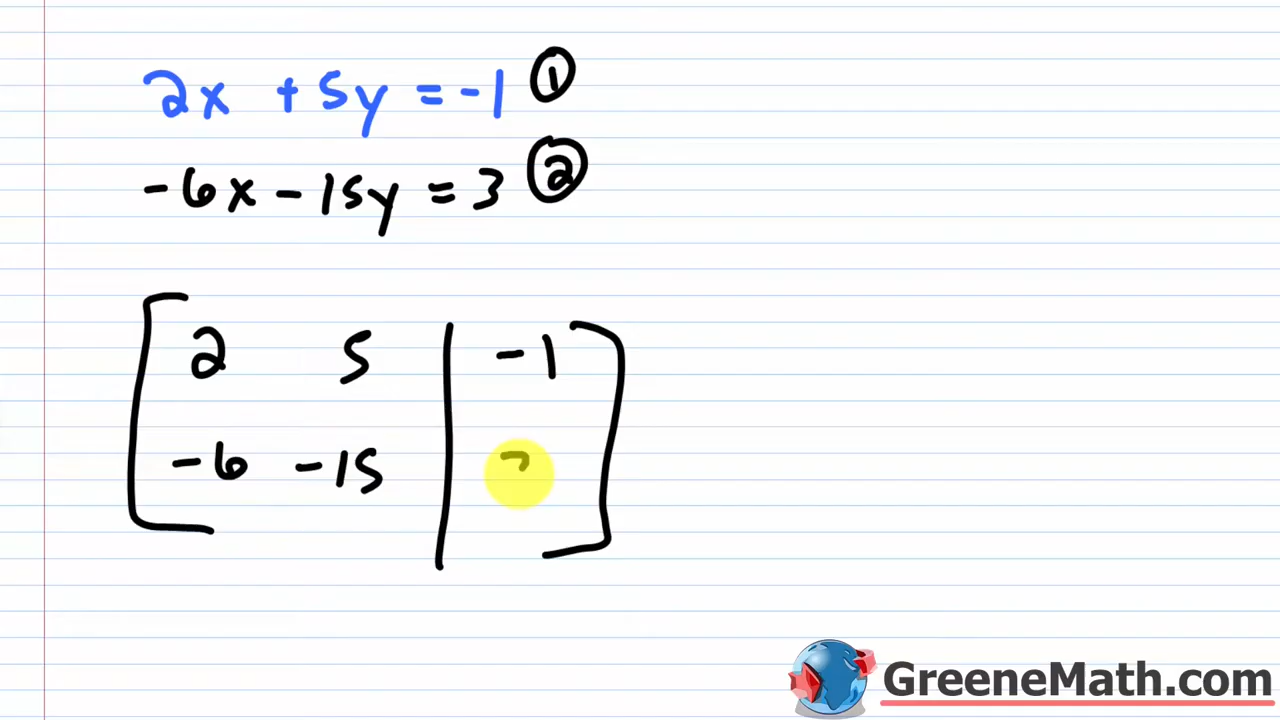 2x + 5y = -1 ①
-6x - 15y = 3 ②
2 5 | -1
-6 -15 |
GreeneMath.com